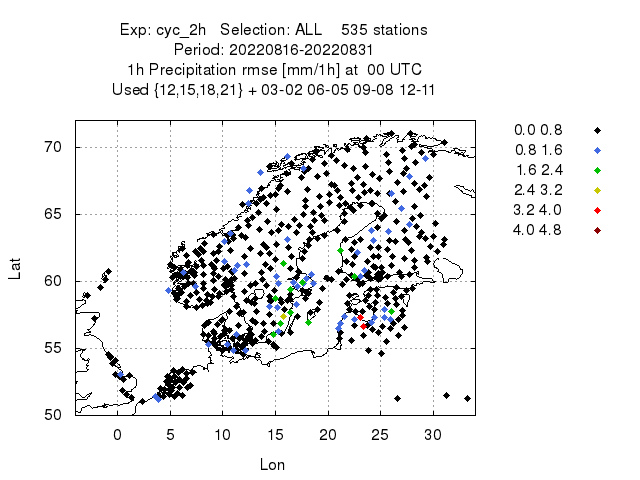 Exp: cyc_2h   Selection: ALL    535 stations
Period: 20220816-20220831
1h Precipitation rmse [mm/1h] at  00 UTC
Used {12,15,18,21} + 03-02 06-05 09-08 12-11
0.0 0.8
0.8 1.6
1.6 2.4
2.4 3.2
3.2 4.0
4.0 4.8
70
65
60
55
50
Lat
0 5 10 15 20 25 30
Lon